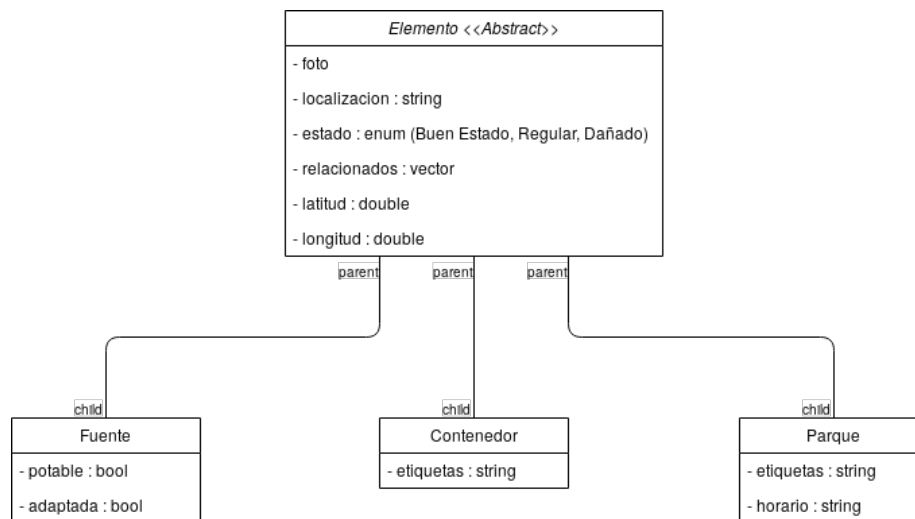 Elemento <<Abstract>>
- foto
- localizacion : string
- estado : enum (Buen Estado, Regular, Dañado)
- relacionados : vector
- latitud : double
- longitud : double
parent
parent
parent
child
child
child
Fuente
- potable : bool
- adaptada : bool
Contenedor
- etiquetas : string
Parque
- etiquetas : string
- horario : string